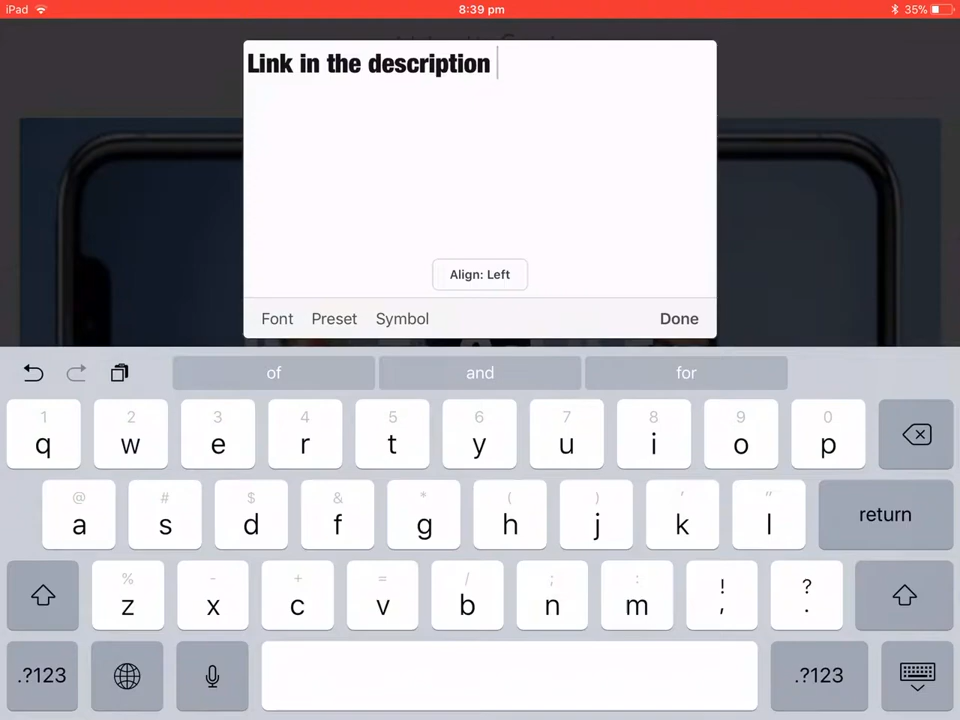 iPad 8:39 pm 35%
Link in the description
Align: Left
Font Preset Symbol Done
of and for
1 2 3 4 5 6 7 8 9 0
q w e r t y u i o p
@ # $ & * ( ) ' "
a s d f g h j k l return
% - + = / ; : ! ?
z x c v b n m , .
.?123 .?123